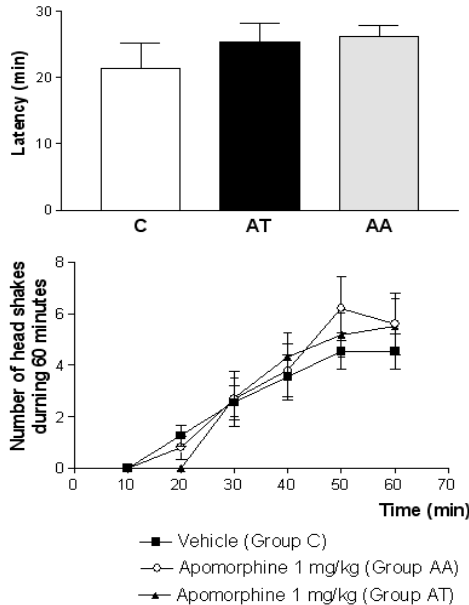 Latency (min)
30
20
10
0
C AT AA
Number of head shakes
durning 60 minutes
8
6
4
2
0
0 10 20 30 40 50 60 70
Time (min)
Vehicle (Group C)
Apomorphine 1 mg/kg (Group AA)
Apomorphine 1 mg/kg (Group AT)